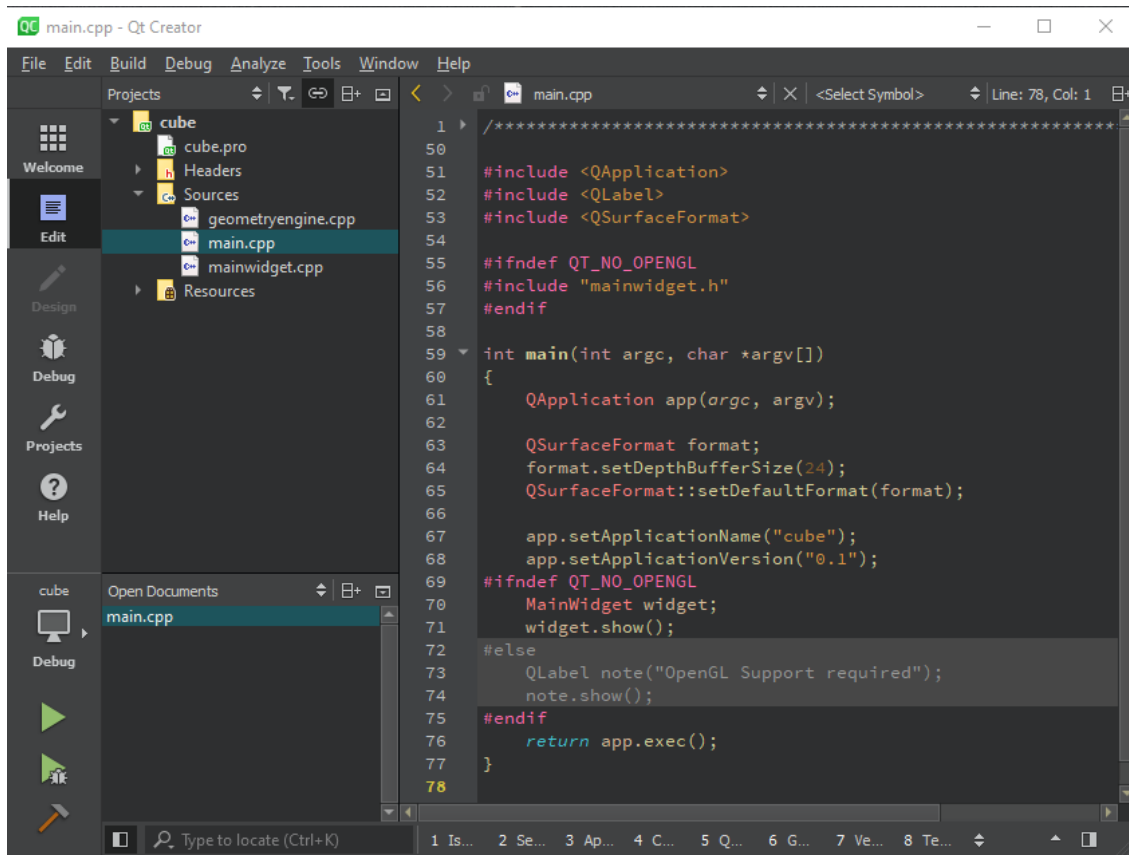 QC main.cpp - Qt Creator
File Edit Build Debug Analyze Tools Window Help
Projects
main.cpp
<Select Symbol>
Line: 78, Col: 1
Welcome
Edit
Design
Debug
Projects
Help
cube
Debug
cube
cube.pro
Headers
Sources
geometryengine.cpp
main.cpp
mainwidget.cpp
Resources
Open Documents
main.cpp
1 /***********************************************************
50
51 #include <QApplication>
52 #include <QLabel>
53 #include <QSurfaceFormat>
54
55 #ifndef QT_NO_OPENGL
56 #include "mainwidget.h"
57 #endif
58
59 int main(int argc, char *argv[])
60 {
61     QApplication app(argc, argv);
62
63     QSurfaceFormat format;
64     format.setDepthBufferSize(24);
65     QSurfaceFormat::setDefaultFormat(format);
66
67     app.setApplicationName("cube");
68     app.setApplicationVersion("0.1");
69 #ifndef QT_NO_OPENGL
70     MainWidget widget;
71     widget.show();
72 #else
73     QLabel note("OpenGL Support required");
74     note.show();
75 #endif
76     return app.exec();
77 }
78
Type to locate (Ctrl+K)
1 Is... 2 Se... 3 Ap... 4 C... 5 Q... 6 G... 7 Ve... 8 Te...